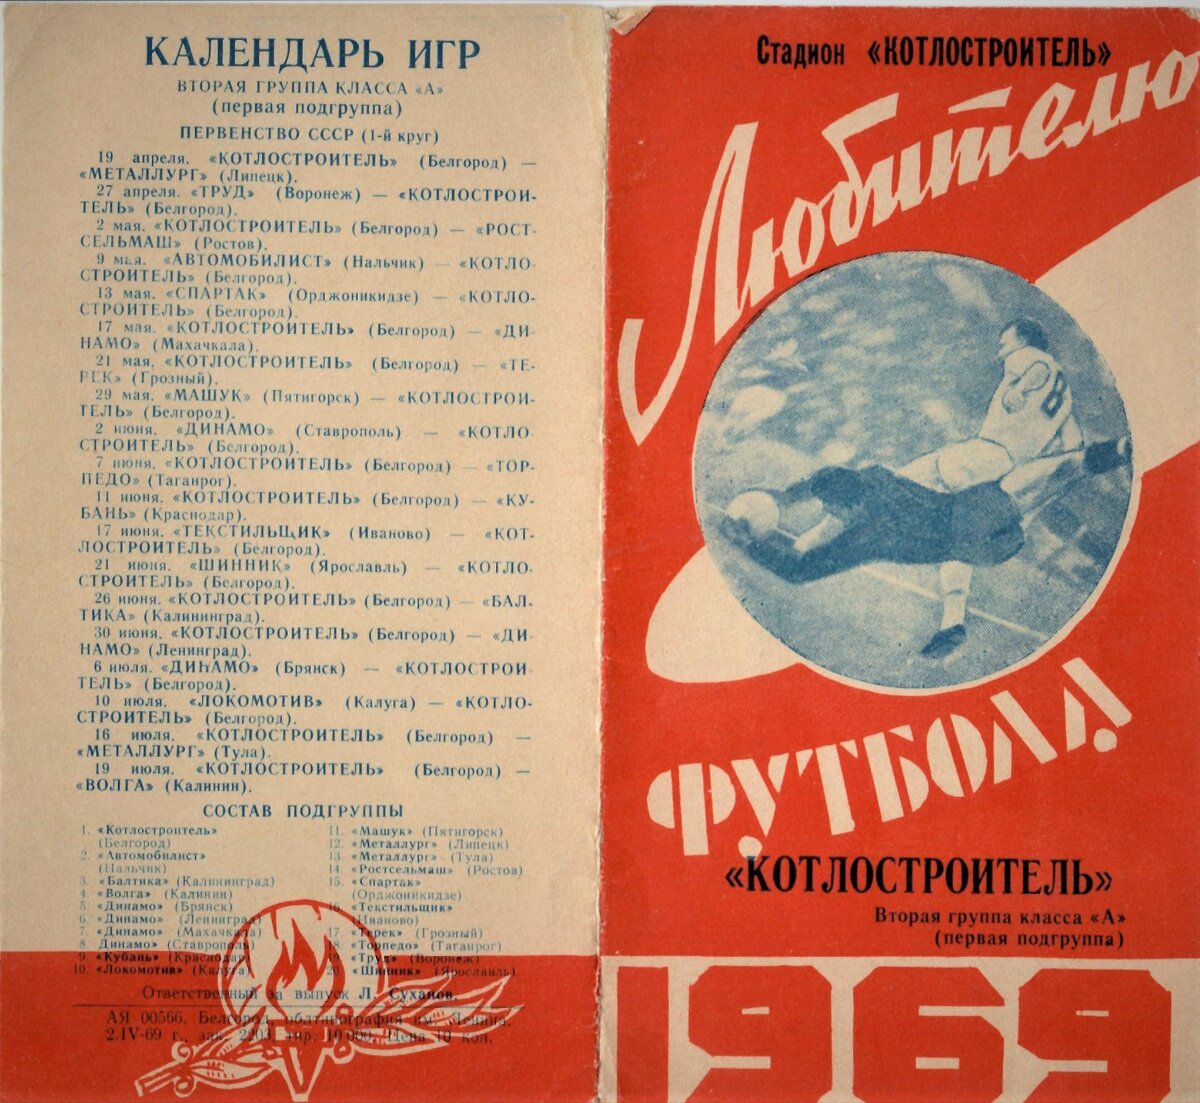 КАЛЕНДАРЬ ИГР
ВТОРАЯ ГРУППА КЛАССА «А»
(первая подгруппа)
ПЕРВЕНСТВО СССР (1-й круг)
19 апреля. «КОТЛОСТРОИТЕЛЬ» (Белгород) —
«МЕТАЛЛУРГ» (Липецк).
27 апреля. «ТРУД» (Воронеж) — «КОТЛОСТРОИ-
ТЕЛЬ» (Белгород).
2 мая. «КОТЛОСТРОИТЕЛЬ» (Белгород) — «РОСТ-
СЕЛЬМАШ» (Ростов).
9 мая. «АВТОМОБИЛИСТ» (Нальчик) — «КОТЛО-
СТРОИТЕЛЬ» (Белгород).
13 мая. «СПАРТАК» (Орджоникидзе) — «КОТЛО-
СТРОИТЕЛЬ» (Белгород).
17 мая. «КОТЛОСТРОИТЕЛЬ» (Белгород) — «ДИ-
НАМО» (Махачкала).
21 мая. «КОТЛОСТРОИТЕЛЬ» (Белгород) — «ТЕ-
РЕК» (Грозный).
29 мая. «МАШУК» (Пятигорск) — «КОТЛОСТРОИ-
ТЕЛЬ» (Белгород).
2 июня. «ДИНАМО» (Ставрополь) — «КОТЛО-
СТРОИТЕЛЬ» (Белгород).
7 июня. «КОТЛОСТРОИТЕЛЬ» (Белгород) — «ТОР-
ПЕДО» (Таганрог).
11 июня. «КОТЛОСТРОИТЕЛЬ» (Белгород) — «КУ-
БАНЬ» (Краснодар).
17 июня. «ТЕКСТИЛЬЩИК» (Иваново) — «КОТ-
ЛОСТРОИТЕЛЬ» (Белгород).
21 июня. «ШИННИК» (Ярославль) — «КОТЛО-
СТРОИТЕЛЬ» (Белгород).
26 июня. «КОТЛОСТРОИТЕЛЬ» (Белгород) — «БАЛ-
ТИКА» (Калининград).
30 июня. «КОТЛОСТРОИТЕЛЬ» (Белгород) — «ДИ-
НАМО» (Ленинград).
6 июля. «ДИНАМО» (Брянск) — «КОТЛОСТРОИ-
ТЕЛЬ» (Белгород).
10 июля. «ЛОКОМОТИВ» (Калуга) — «КОТЛО-
СТРОИТЕЛЬ» (Белгород).
16 июля. «КОТЛОСТРОИТЕЛЬ» (Белгород) —
«МЕТАЛЛУРГ» (Тула).
19 июля. «КОТЛОСТРОИТЕЛЬ» (Белгород) —
«ВОЛГА» (Калинин).
СОСТАВ ПОДГРУППЫ
1. «Котлостроитель»
(Белгород)
2. «Автомобилист»
(Нальчик)
3. «Балтика» (Калининград)
4. «Волга» (Калинин)
5. «Динамо» (Брянск)
6. «Динамо» (Ленинград)
7. «Динамо» (Махачкала)
8. Динамо» (Ставрополь)
9. «Кубань» (Краснодар)
10. «Локомотив» (Калуга)
11. «Машук» (Пятигорск)
12. «Металлург» (Липецк)
13. «Металлург» (Тула)
14. «Ростсельмаш» (Ростов)
15. «Спартак»
(Орджоникидзе)
16. «Текстильщик»
(Иваново)
17. «Терек» (Грозный)
18. «Торпедо» (Таганрог)
19. «Труд» (Воронеж)
20. «Шинник» (Ярославль)
Ответственный за выпуск Л. Суханов.
АЯ 00566. Белгород, облтипография им. Ленина.
2.IV-69 г., зак. 2203, тир. 10 000. Цена 10 коп.
Стадион «КОТЛОСТРОИТЕЛЬ»
Любителю
8
ФУТБОЛА
«КОТЛОСТРОИТЕЛЬ»
Вторая группа класса «А»
(первая подгруппа)
1969